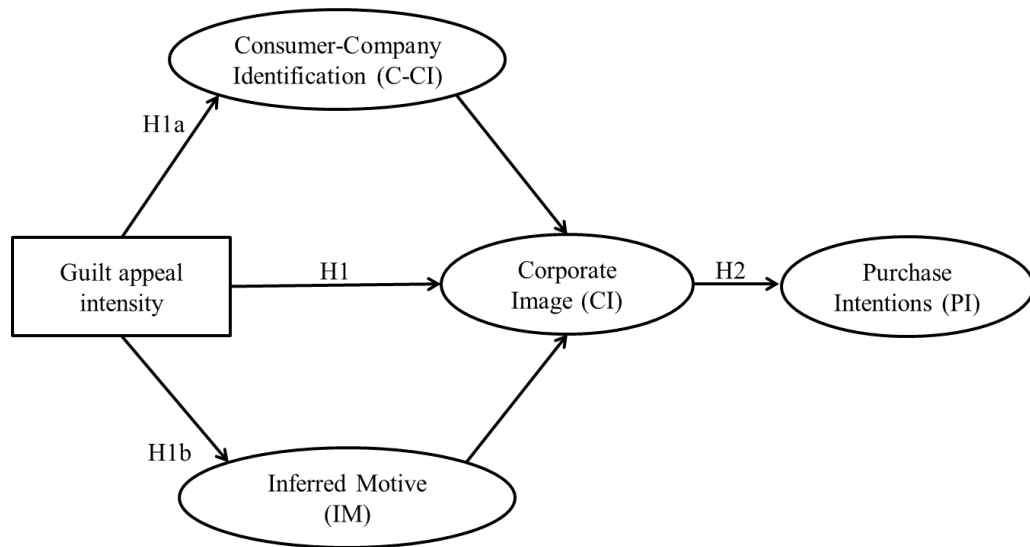 Consumer-Company
Identification (C-CI)
H1a
Guilt appeal
intensity
H1
Corporate
Image (CI)
H2
Purchase
Intentions (PI)
H1b
Inferred Motive
(IM)